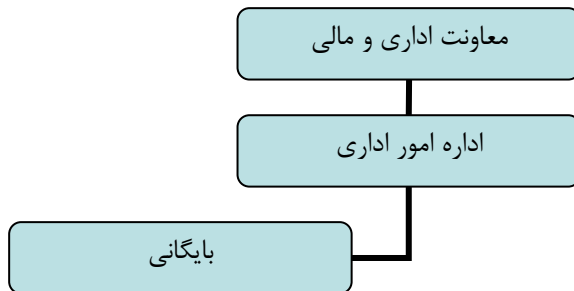 معاونت اداری و مالی
اداره امور اداری
بایگانی